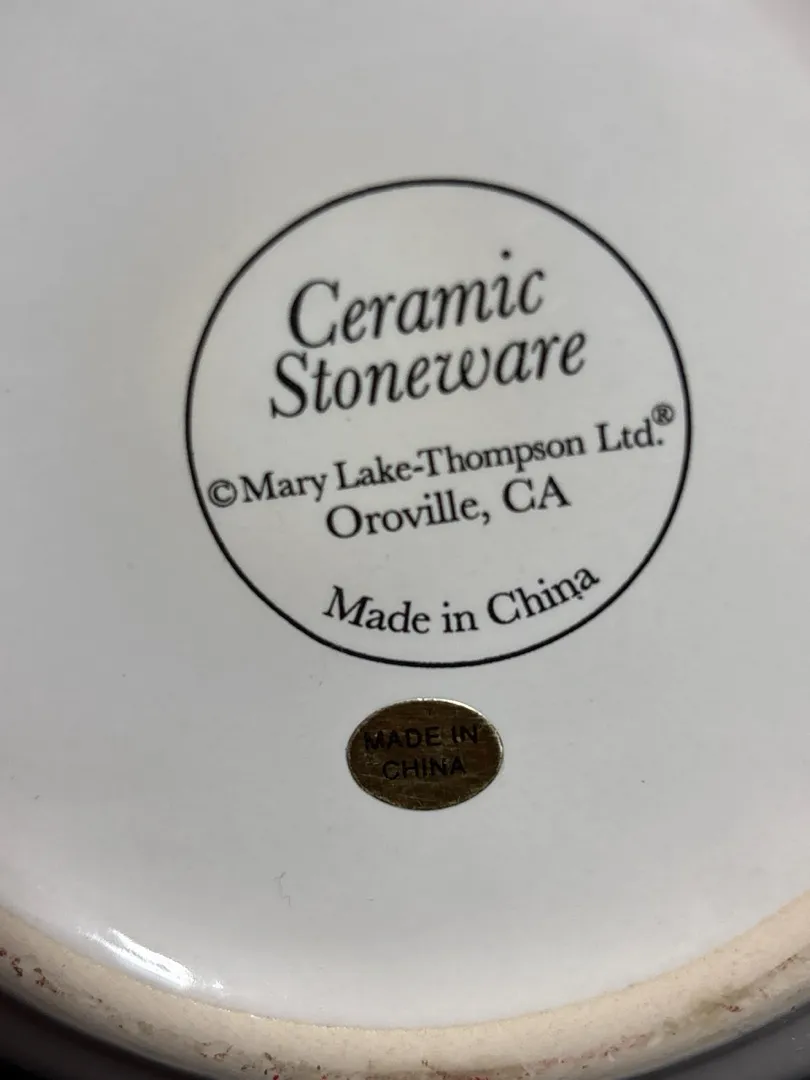 Ceramic
Stoneware
©Mary Lake-Thompson Ltd.®
Oroville, CA
Made in China
MADE IN
CHINA